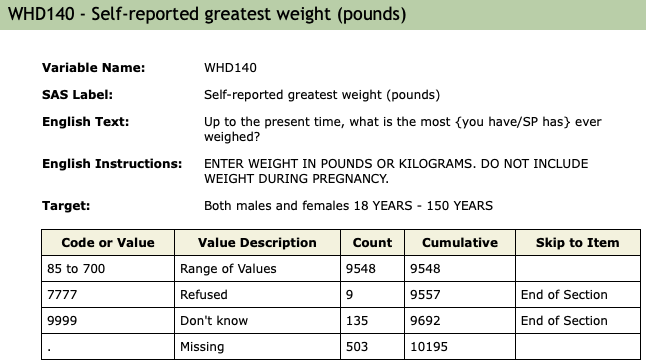 WHD140 - Self-reported greatest weight (pounds)
Variable Name: WHD140
SAS Label: Self-reported greatest weight (pounds)
English Text: Up to the present time, what is the most {you have/SP has} ever
weighed?
English Instructions: ENTER WEIGHT IN POUNDS OR KILOGRAMS. DO NOT INCLUDE
WEIGHT DURING PREGNANCY.
Target: Both males and females 18 YEARS - 150 YEARS
Code or Value Value Description Count Cumulative Skip to Item
85 to 700 Range of Values 9548 9548
7777 Refused 9 9557 End of Section
9999 Don't know 135 9692 End of Section
. Missing 503 10195